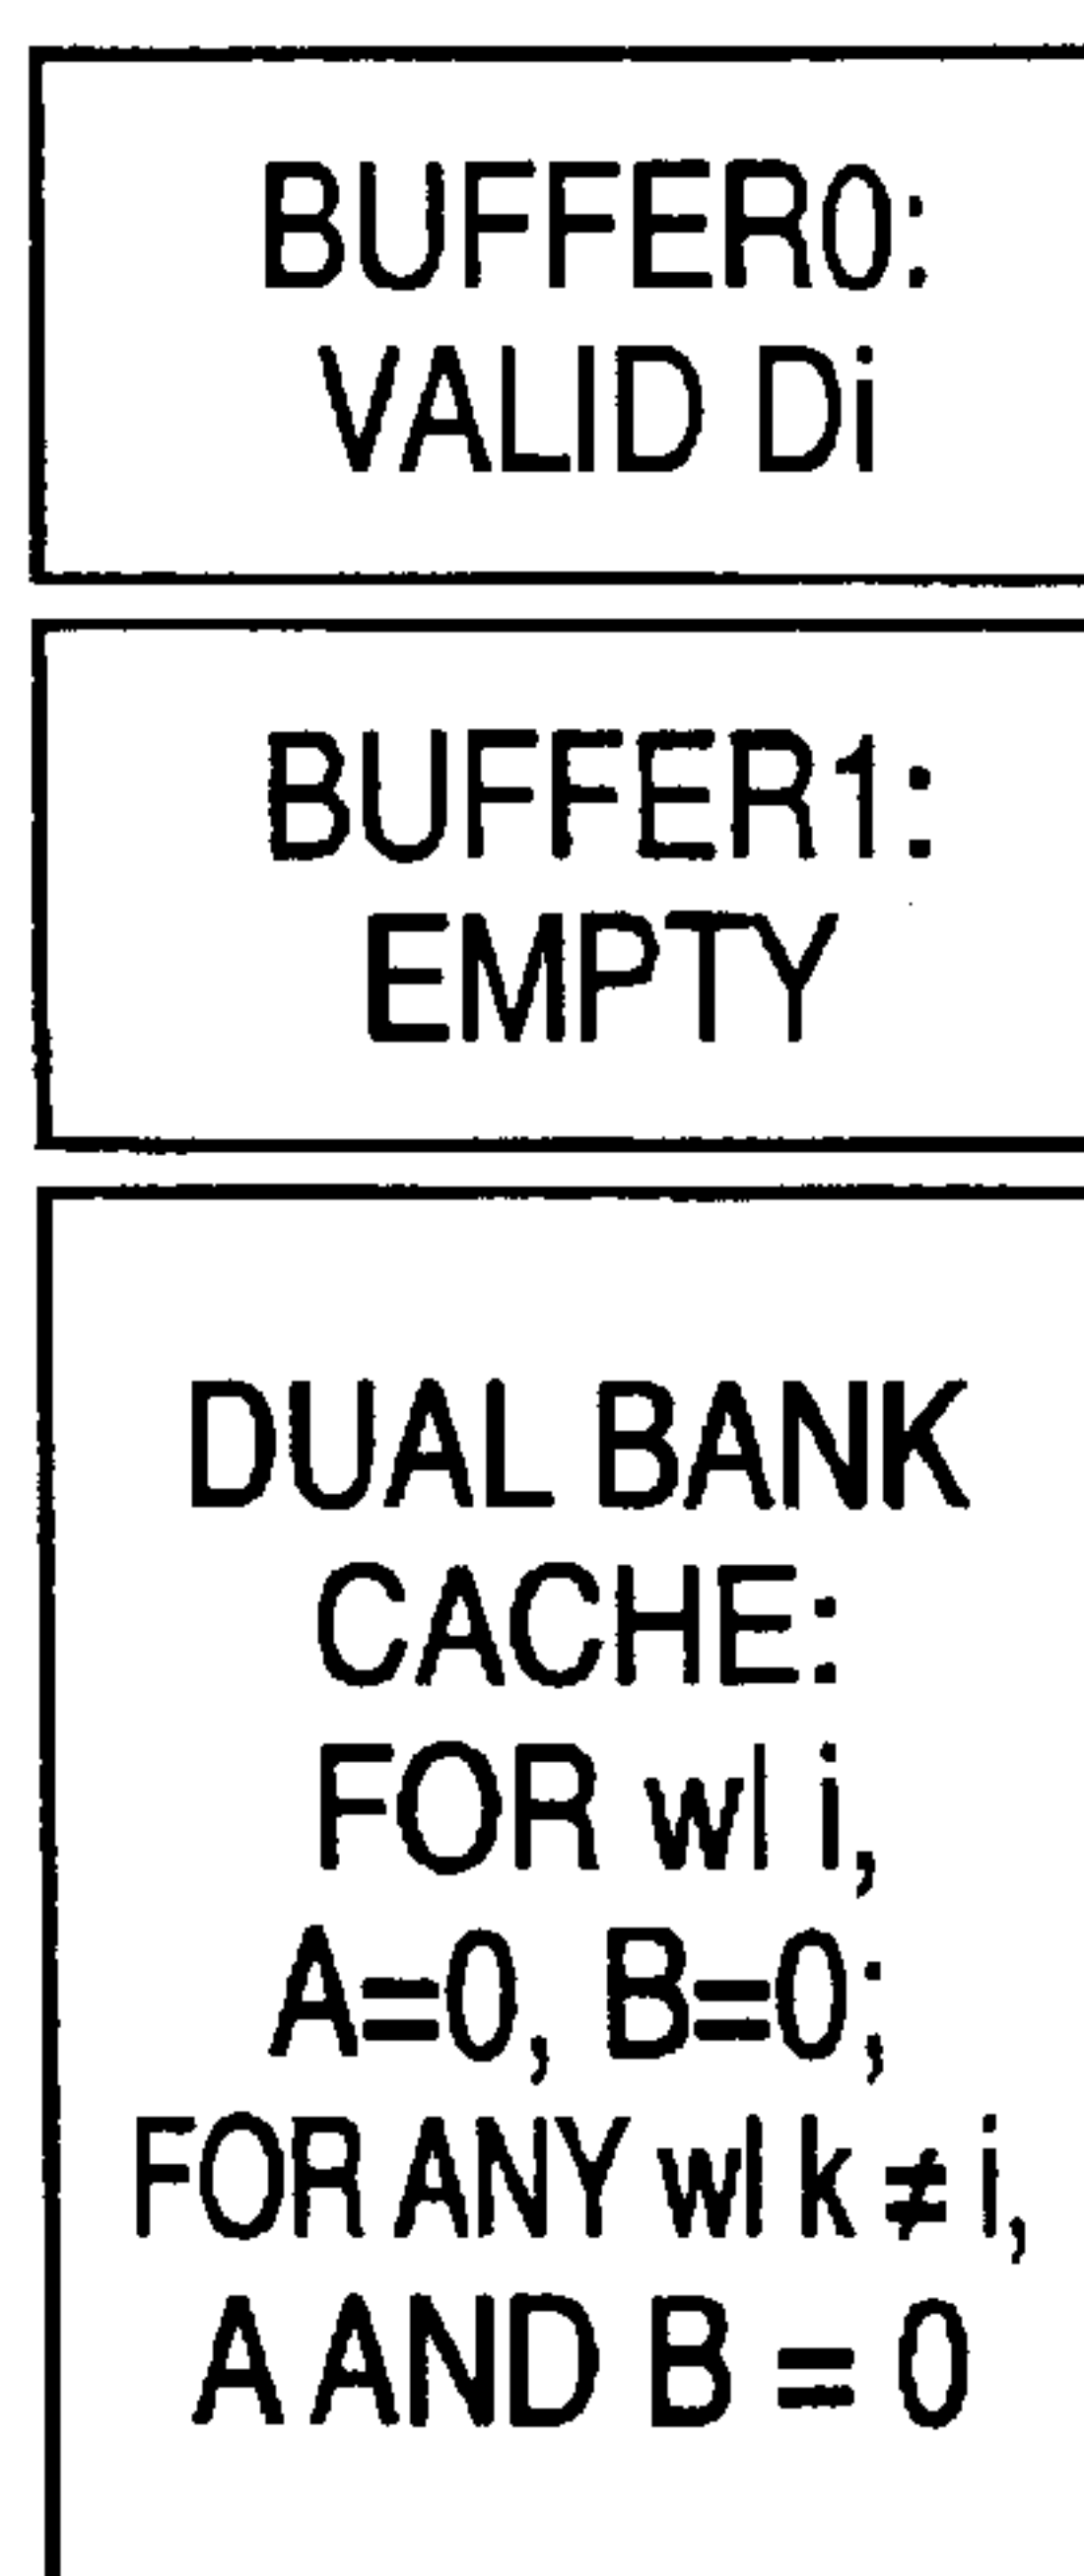 BUFFER0:
VALID Di
BUFFER1:
EMPTY
DUAL BANK
CACHE:
FOR wl i,
A=0, B=0;
FOR ANY wl k ≠ i,
A AND B = 0